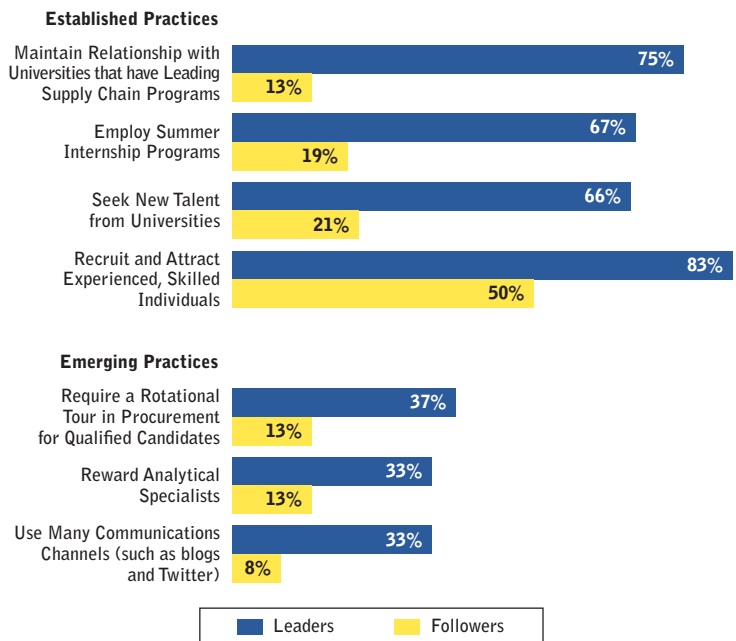 Established Practices
Maintain Relationship with
Universities that have Leading
Supply Chain Programs
75%
13%
Employ Summer
Internship Programs
67%
19%
Seek New Talent
from Universities
66%
21%
Recruit and Attract
Experienced, Skilled
Individuals
83%
50%
Emerging Practices
Require a Rotational
Tour in Procurement
for Qualified Candidates
37%
13%
Reward Analytical
Specialists
33%
13%
Use Many Communications
Channels (such as blogs
and Twitter)
33%
8%
Leaders Followers